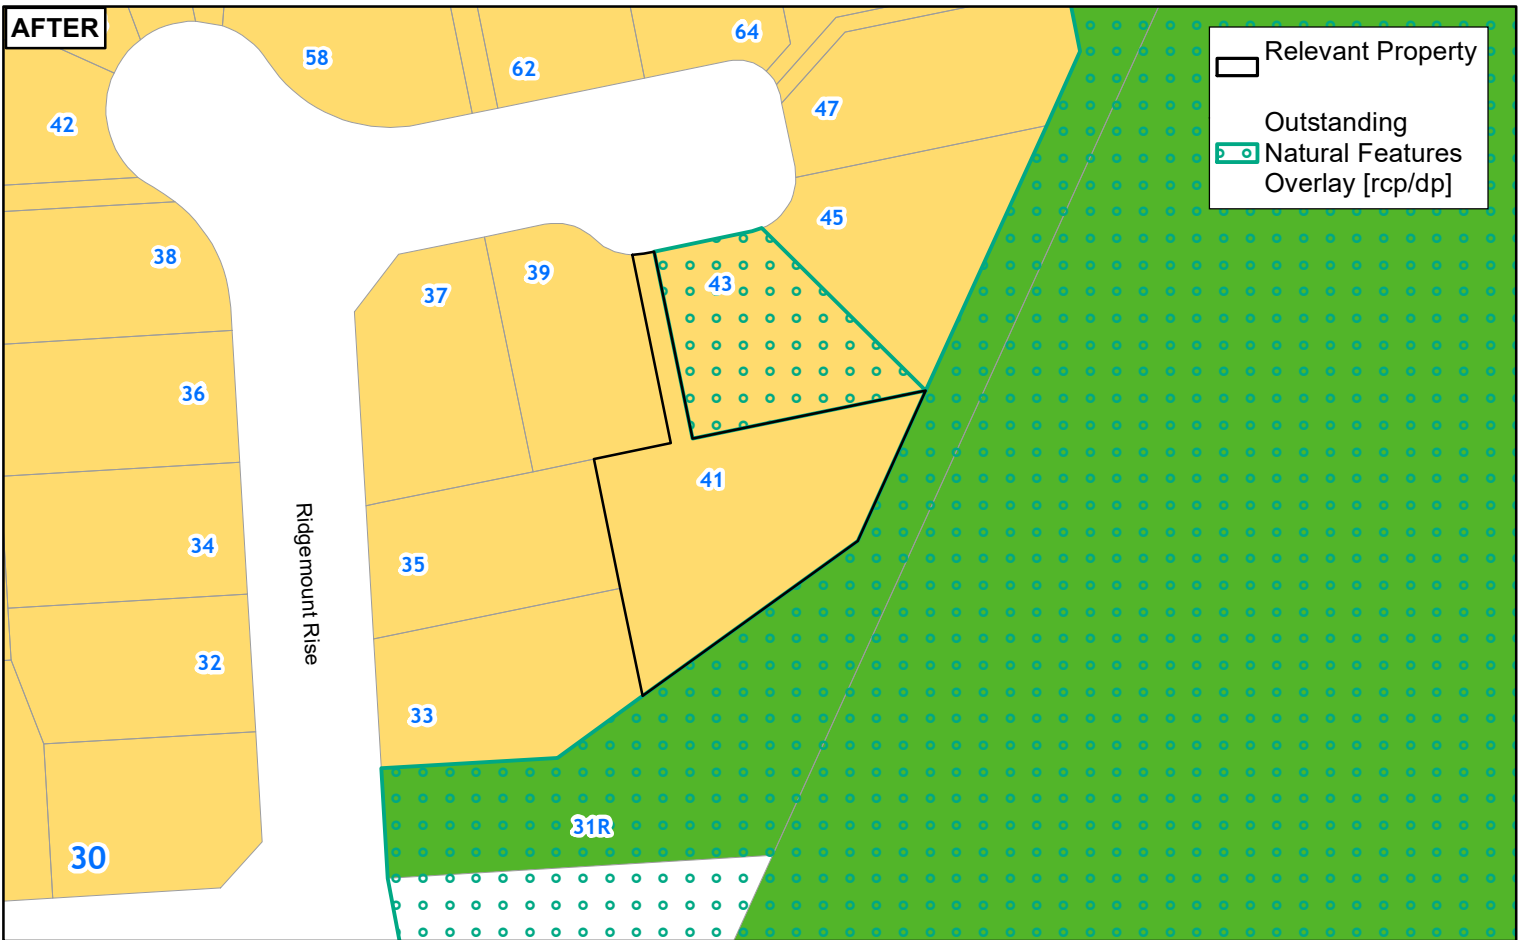 AFTER
58
64
62
42
47
45
38
39
43
37
36
41
34
35
32
33
31R
30
Ridgemount Rise
Relevant Property
Outstanding
Natural Features
Overlay [rcp/dp]